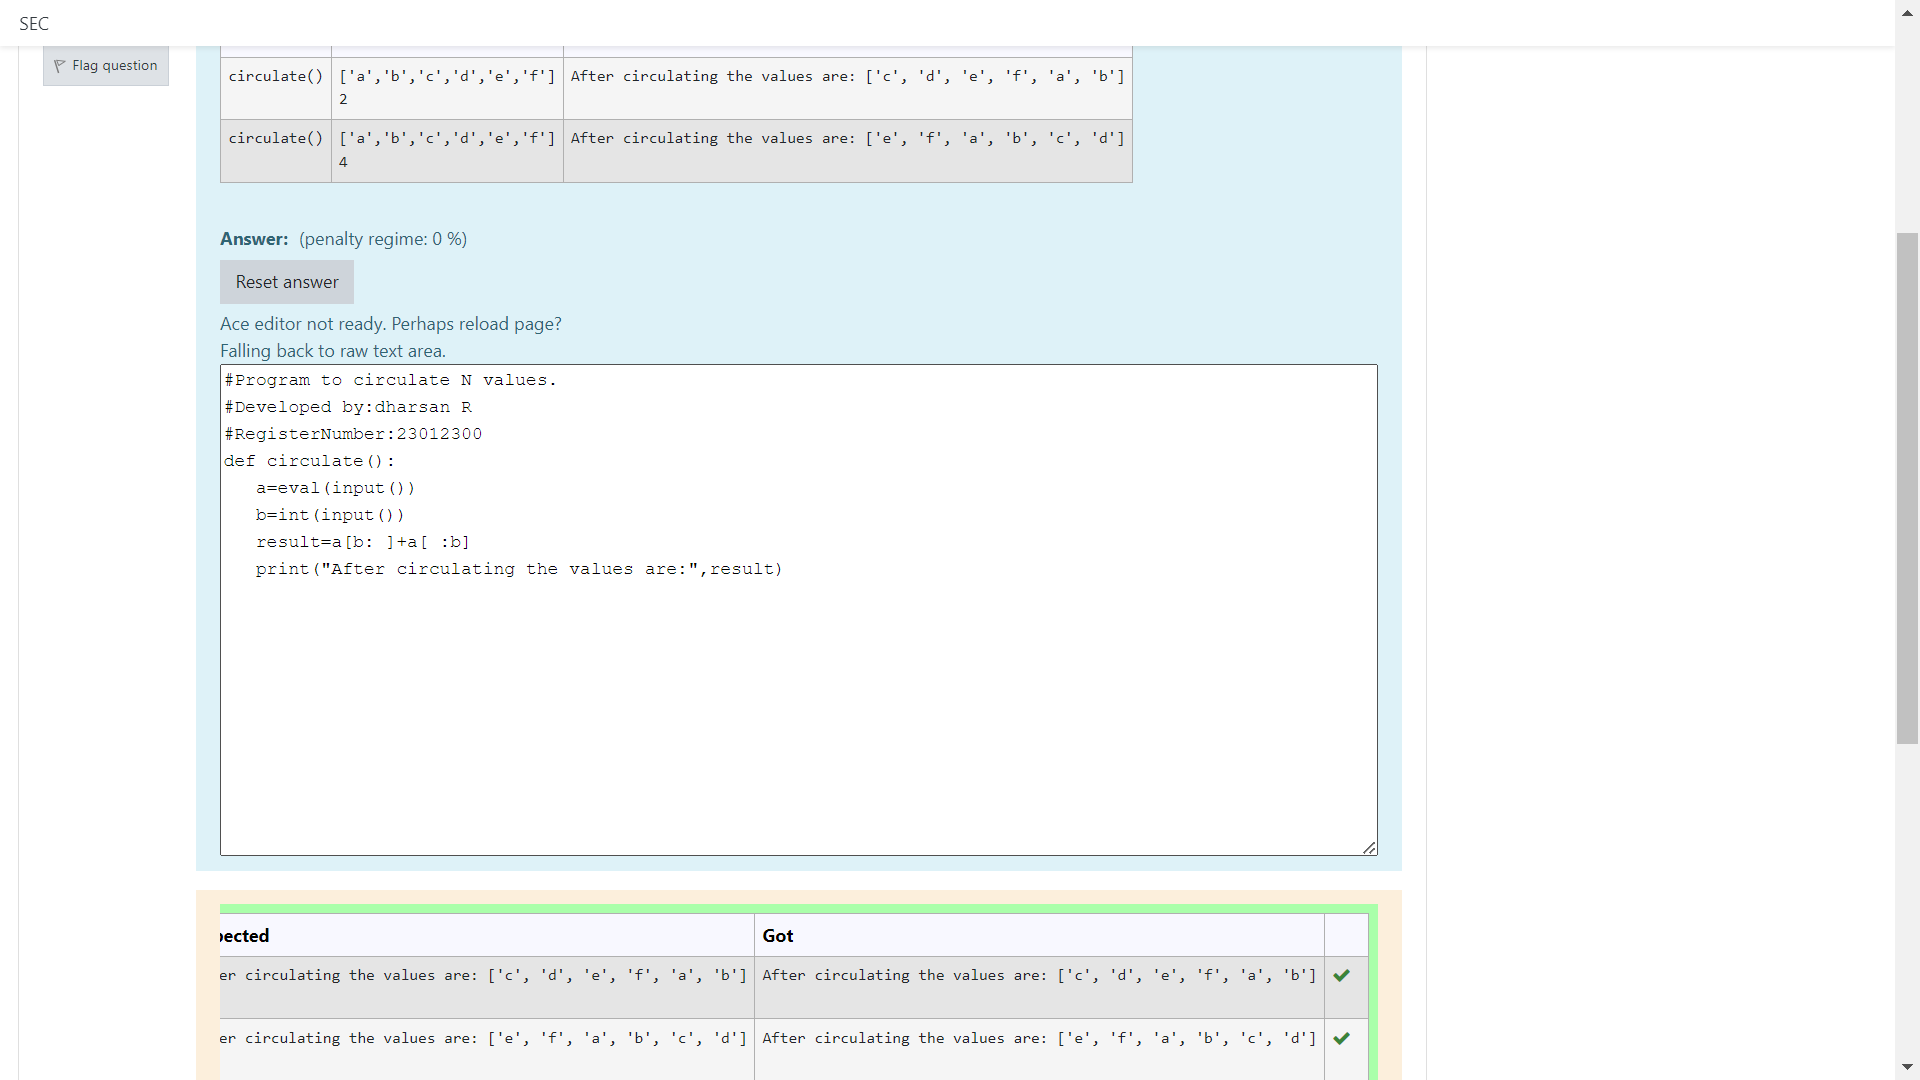 SEC
Flag question
circulate() ['a','b','c','d','e','f'] After circulating the values are: ['c', 'd', 'e', 'f', 'a', 'b']
2
circulate() ['a','b','c','d','e','f'] After circulating the values are: ['e', 'f', 'a', 'b', 'c', 'd']
4
Answer: (penalty regime: 0 %)
Reset answer
Ace editor not ready. Perhaps reload page?
Falling back to raw text area.
#Program to circulate N values.
#Developed by:dharsan R
#RegisterNumber:23012300
def circulate():
   a=eval(input())
   b=int(input())
   result=a[b: ]+a[ :b]
   print("After circulating the values are:",result)
pected Got
er circulating the values are: ['c', 'd', 'e', 'f', 'a', 'b'] After circulating the values are: ['c', 'd', 'e', 'f', 'a', 'b']
er circulating the values are: ['e', 'f', 'a', 'b', 'c', 'd'] After circulating the values are: ['e', 'f', 'a', 'b', 'c', 'd']